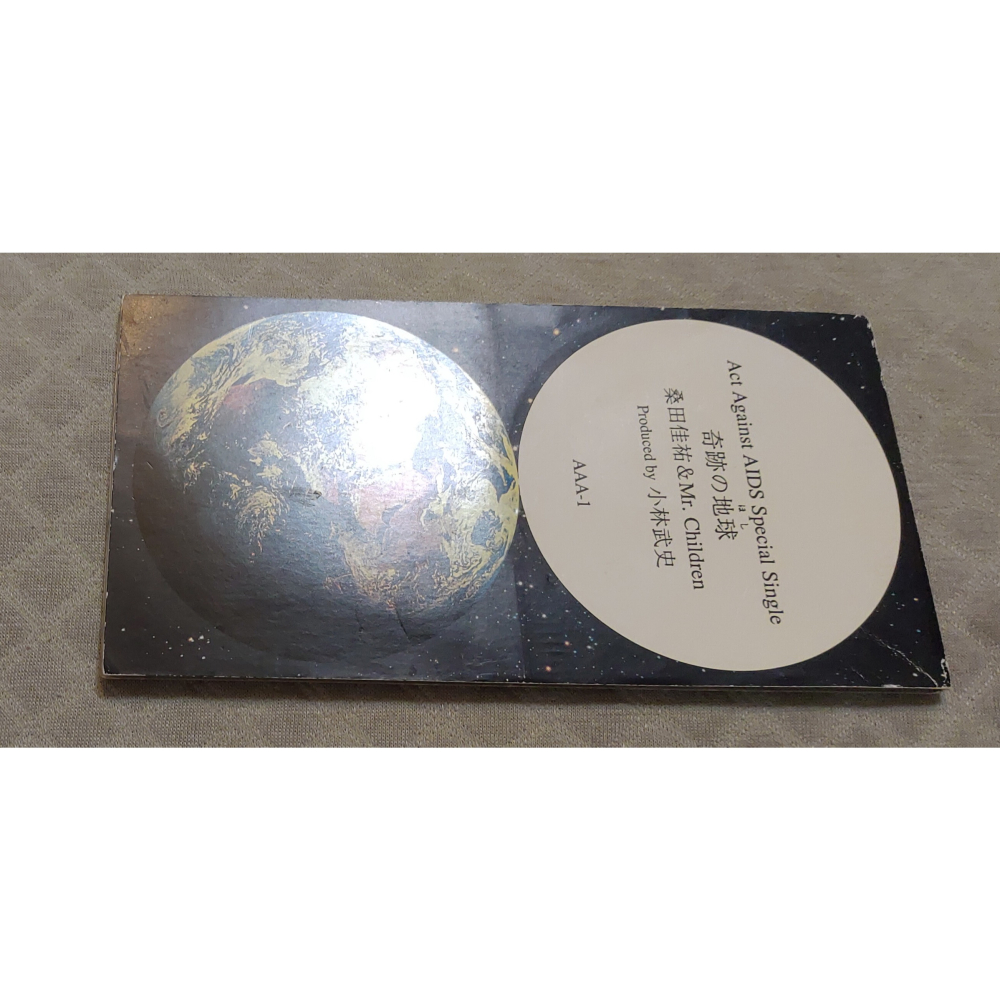 Act Against AIDS Special Single
奇跡の地球
ほし
桑田佳祐&Mr. Children
Produced by 小林武史
AAA-1